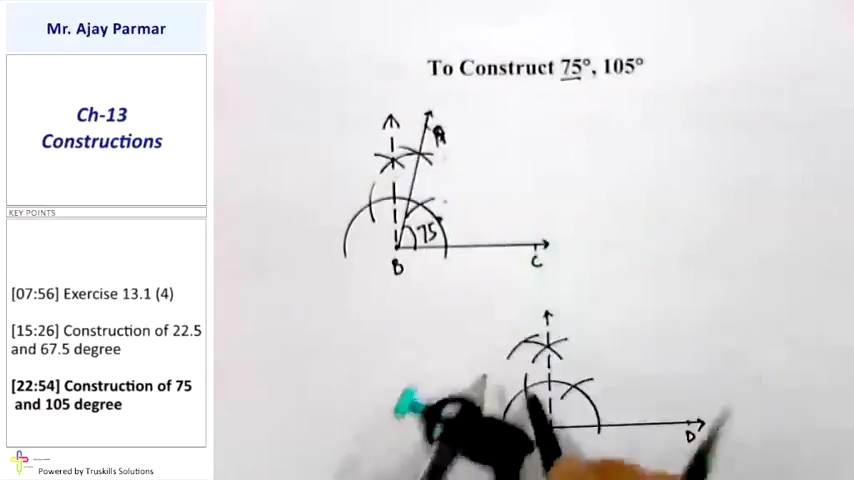 Mr. Ajay Parmar
Ch-13
Constructions
KEY POINTS
[07:56] Exercise 13.1 (4)
[15:26] Construction of 22.5
and 67.5 degree
[22:54] Construction of 75
and 105 degree
Powered by Truskills Solutions
To Construct 75°, 105°
A
75
B
C
D